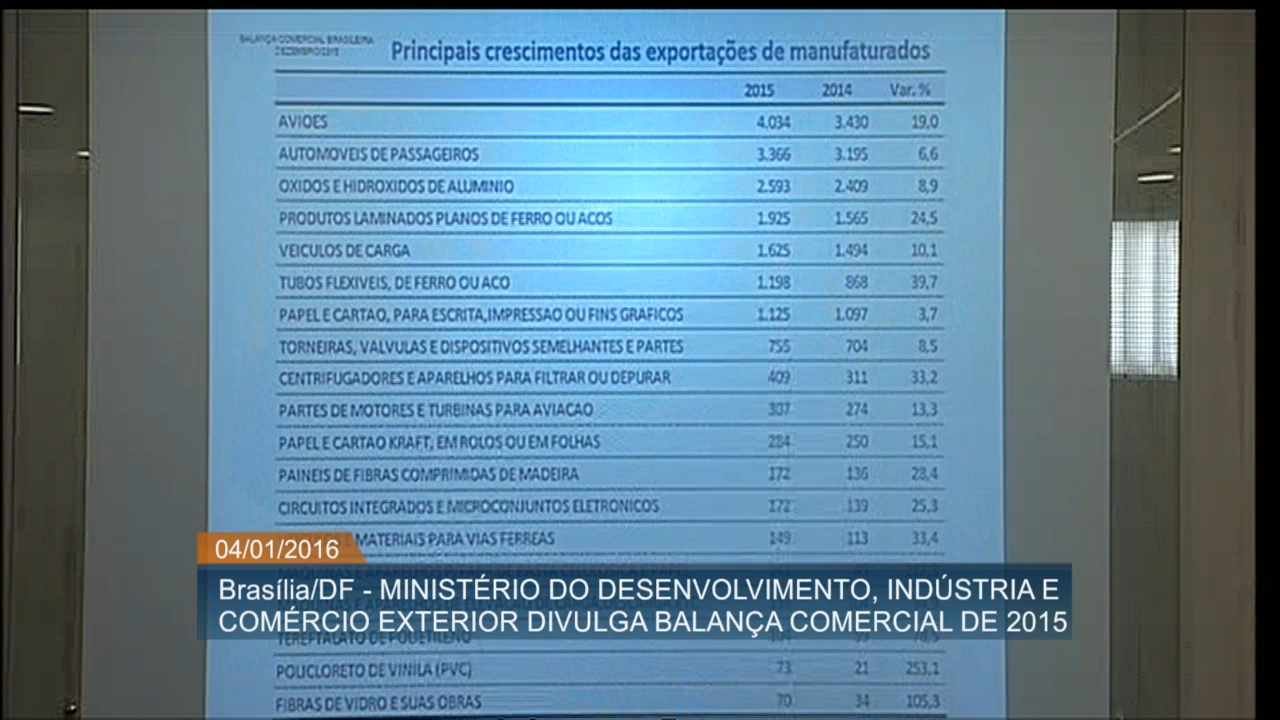 BALANÇA COMERCIAL BRASILEIRA
DEZEMBRO/2015
Principais crescimentos das exportações de manufaturados
2015 2014 Var. %
AVIOES 4.034 3.430 19,0
AUTOMOVEIS DE PASSAGEIROS 3.366 3.195 6,6
OXIDOS E HIDROXIDOS DE ALUMINIO 2.593 2.409 8,9
PRODUTOS LAMINADOS PLANOS DE FERRO OU ACOS 1.925 1.565 24,5
VEICULOS DE CARGA 1.625 1.494 10,1
TUBOS FLEXIVEIS, DE FERRO OU ACO 1.198 868 39,7
PAPEL E CARTAO, PARA ESCRITA,IMPRESSAO OU FINS GRAFICOS 1.125 1.097 3,7
TORNEIRAS, VALVULAS E DISPOSITIVOS SEMELHANTES E PARTES 755 704 8,5
CENTRIFUGADORES E APARELHOS PARA FILTRAR OU DEPURAR 409 311 33,2
PARTES DE MOTORES E TURBINAS PARA AVIACAO 307 274 13,3
PAPEL E CARTAO KRAFT, EM ROLOS OU EM FOLHAS 284 250 15,1
PAINEIS DE FIBRAS COMPRIMIDAS DE MADEIRA 172 136 28,4
CIRCUITOS INTEGRADOS E MICROCONJUNTOS ELETRONICOS 172 139 25,3
E MATERIAIS PARA VIAS FERREAS 149 113 33,4
04/01/2016
Brasília/DF - MINISTÉRIO DO DESENVOLVIMENTO, INDÚSTRIA E
COMÉRCIO EXTERIOR DIVULGA BALANÇA COMERCIAL DE 2015
TEREFTALATO DE POLIETILENO
POLICLORETO DE VINILA (PVC) 73 21 253,1
FIBRAS DE VIDRO E SUAS OBRAS 70 34 105,3